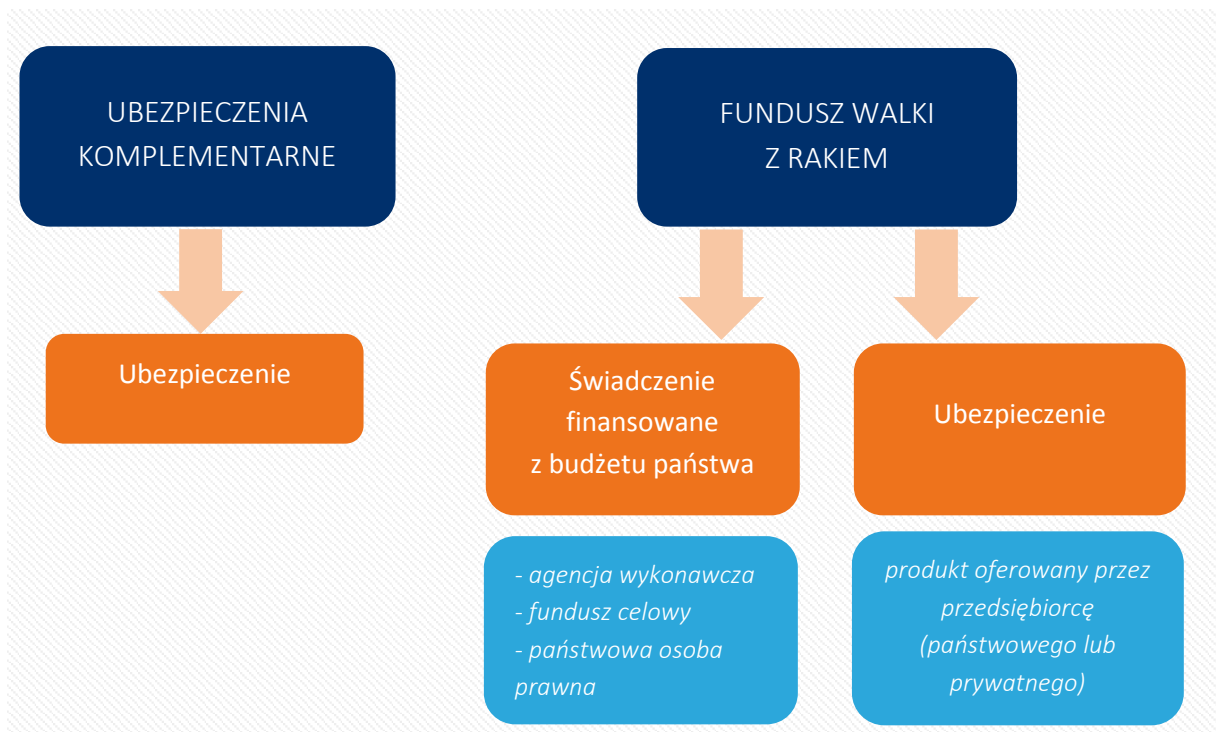 UBEZPIECZENIA
KOMPLEMENTARNE
Ubezpieczenie
FUNDUSZ WALKI
Z RAKIEM
Świadczenie
finansowane
z budżetu państwa
- agencja wykonawcza
- fundusz celowy
- państwowa osoba
prawna
Ubezpieczenie
produkt oferowany przez
przedsiębiorcę
(państwowego lub
prywatnego)